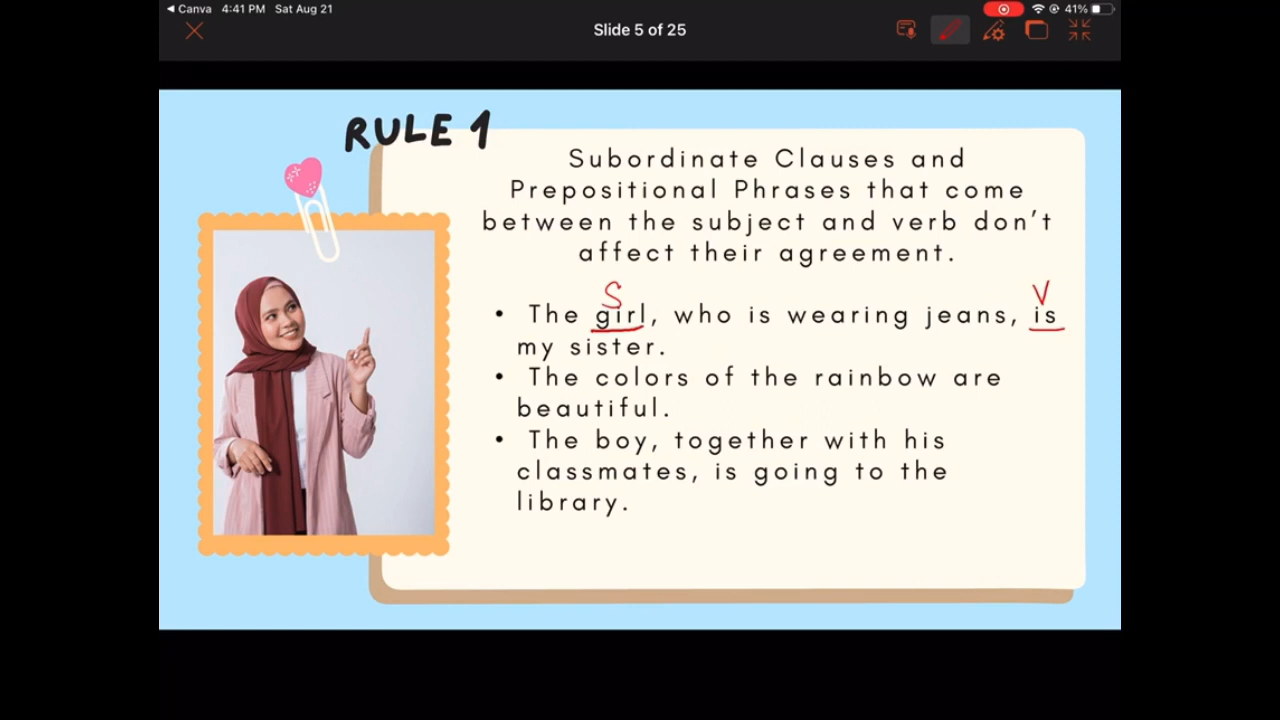 Canva 4:41 PM Sat Aug 21
41%
Slide 5 of 25
RULE 1
Subordinate Clauses and
Prepositional Phrases that come
between the subject and verb don't
affect their agreement.
S V
• The girl, who is wearing jeans, is
my sister.
• The colors of the rainbow are
beautiful.
• The boy, together with his
classmates, is going to the
library.